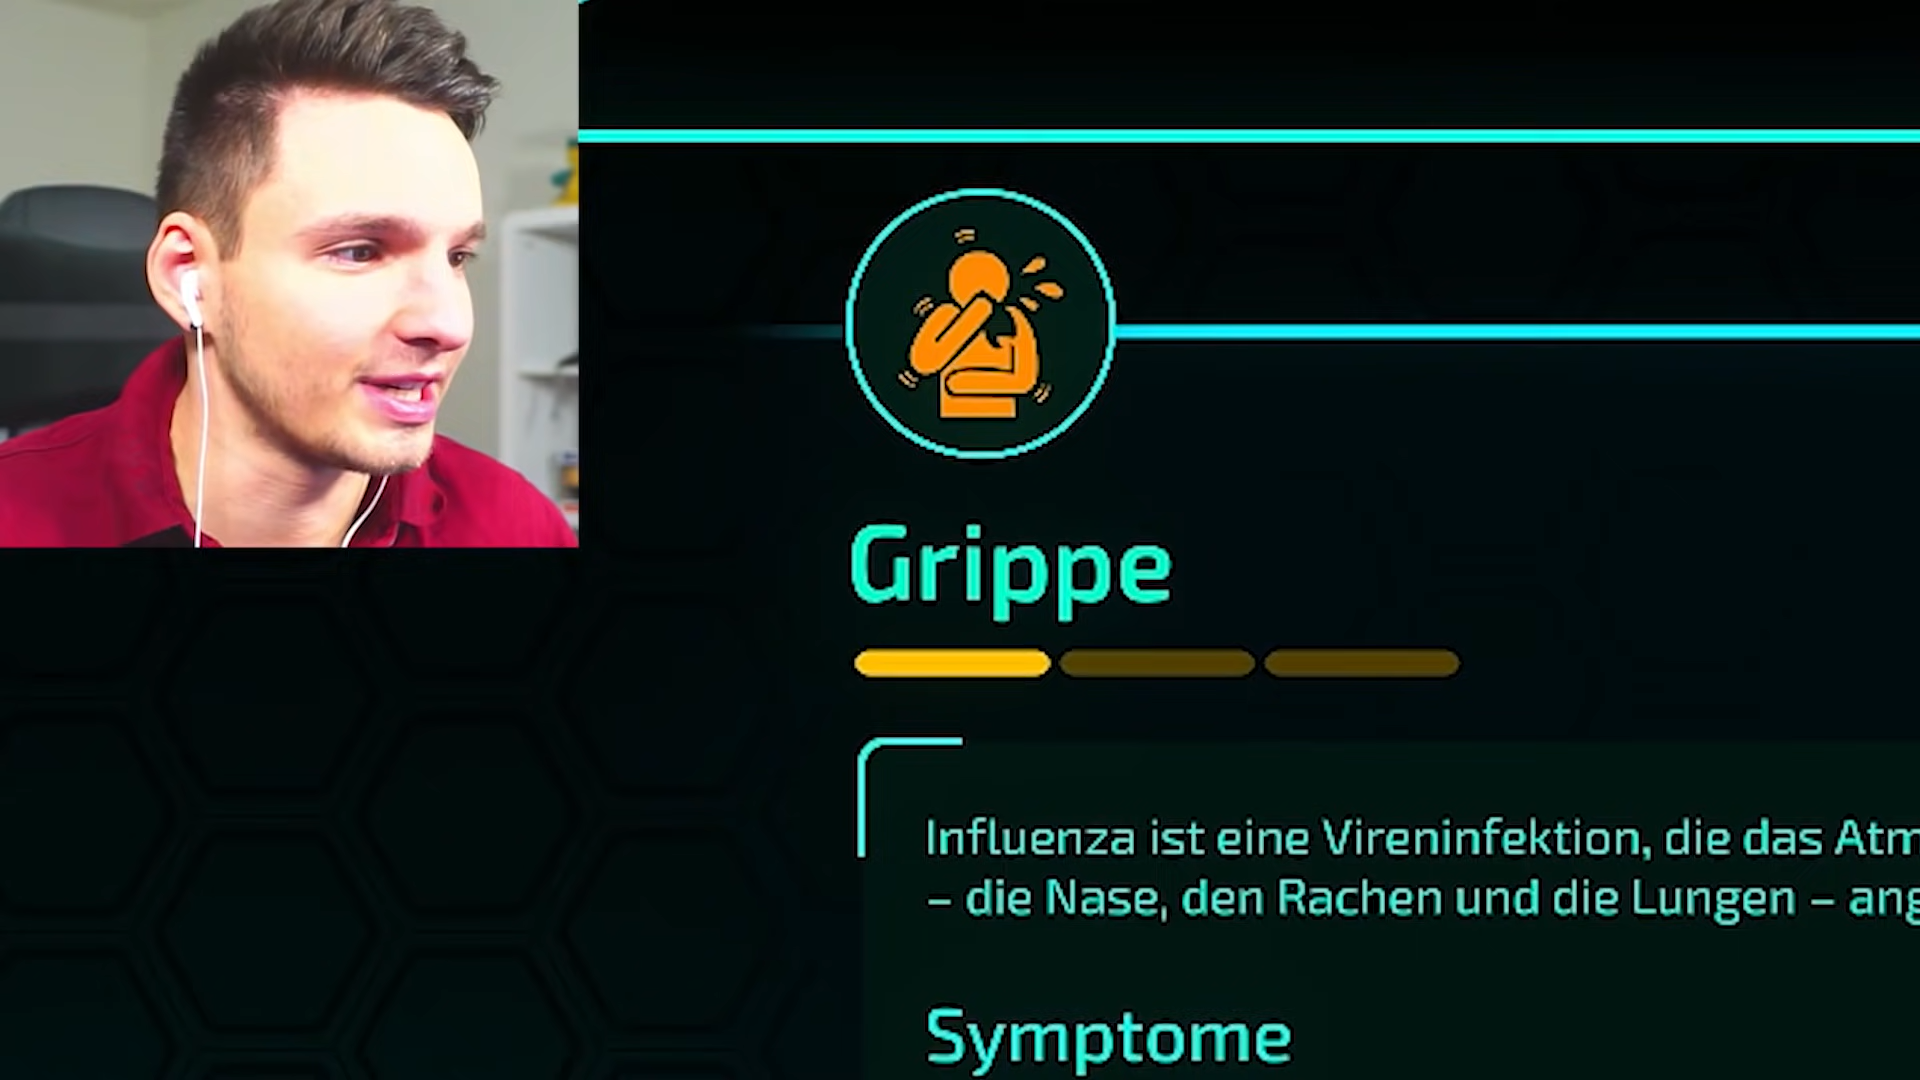 Grippe
Influenza ist eine Vireninfektion, die das
– die Nase, den Rachen und die Lungen –
Symptome